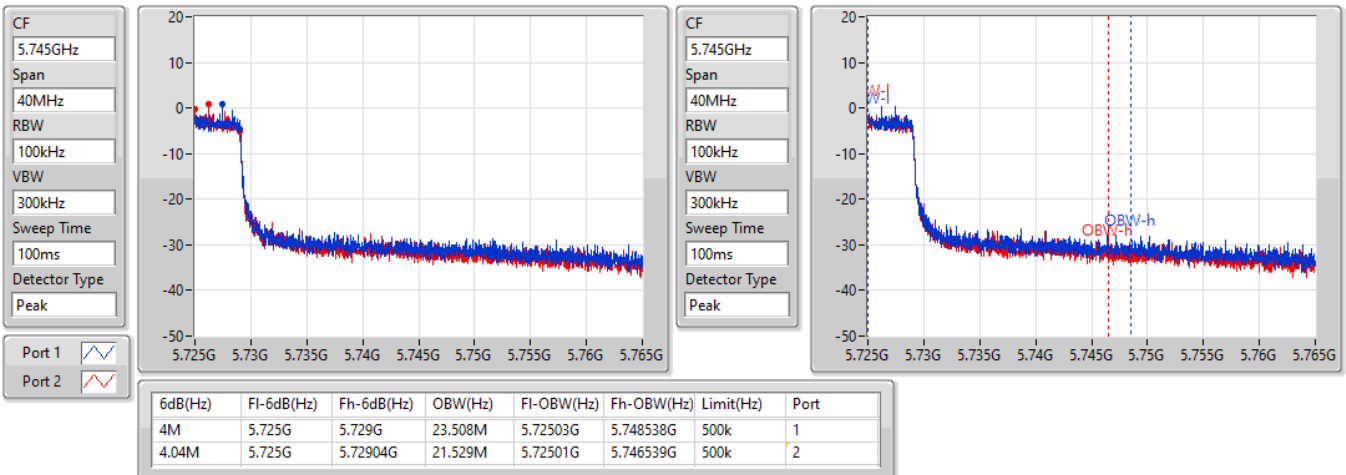 CF
5.745GHz
Span
40MHz
RBW
100kHz
VBW
300kHz
Sweep Time
100ms
Detector Type
Peak
20
10
0
-10
-20
-30
-40
-50
5.725G 5.73G 5.735G 5.74G 5.745G 5.75G 5.755G 5.76G 5.765G
CF
5.745GHz
Span
40MHz
RBW
100kHz
VBW
300kHz
Sweep Time
100ms
Detector Type
Peak
20
10
0
-10
-20
-30
-40
-50
W-l
W-l
OBW-h
OBW-h
5.725G 5.73G 5.735G 5.74G 5.745G 5.75G 5.755G 5.76G 5.765G
Port 1
Port 2
6dB(Hz) Fl-6dB(Hz) Fh-6dB(Hz) OBW(Hz) Fl-OBW(Hz) Fh-OBW(Hz) Limit(Hz) Port
4M 5.725G 5.729G 23.508M 5.72503G 5.748538G 500k 1
4.04M 5.725G 5.72904G 21.529M 5.72501G 5.746539G 500k 2